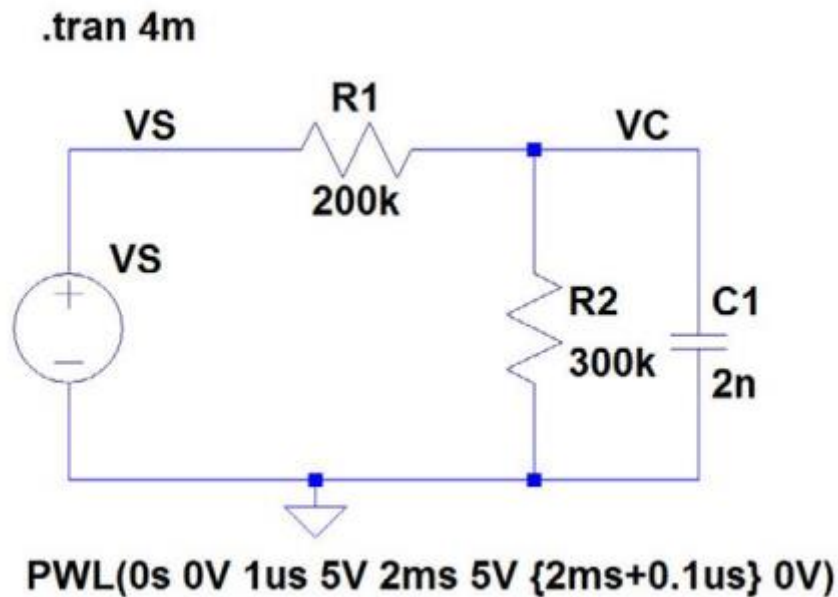 .tran 4m
R1
VS
VC
200k
VS
R2
C1
300k
2n
PWL(0s 0V 1us 5V 2ms 5V {2ms+0.1us} 0V)